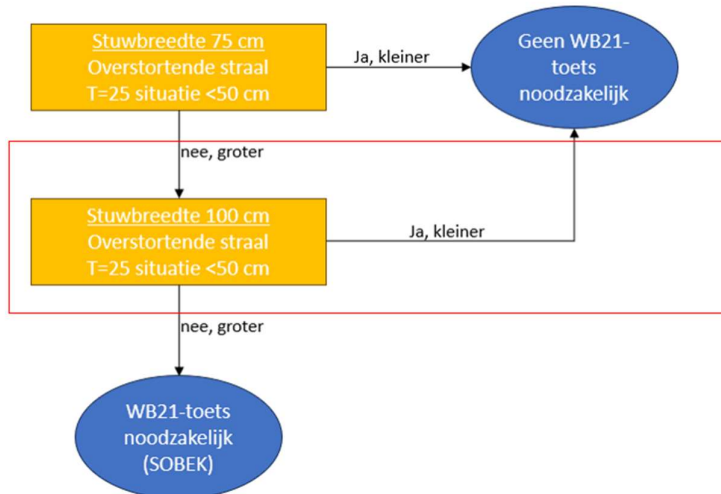 Stuwbreedte 75 cm
Overstortende straal
T=25 situatie <50 cm
Ja, kleiner
Geen WB21-
toets
noodzakelijk
nee, groter
Stuwbreedte 100 cm
Overstortende straal
T=25 situatie <50 cm
Ja, kleiner
nee, groter
WB21-toets
noodzakelijk
(SOBEK)